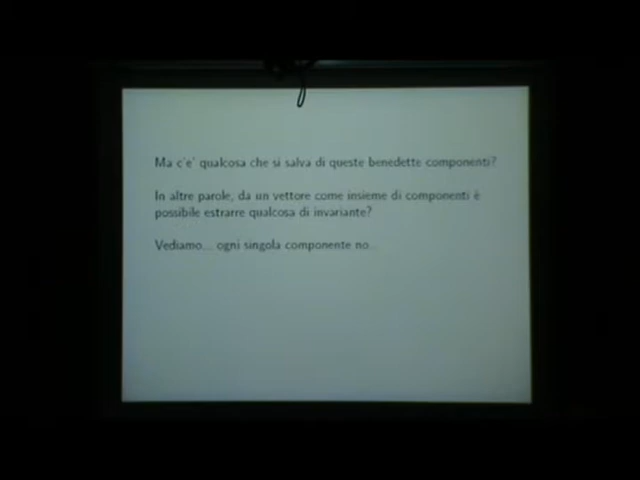 Ma c'e' qualcosa che si salva di queste benedette componenti?
In altre parole, da un vettore come insieme di componenti è
possibile estrarre qualcosa di invariante?
Vediamo... ogni singola componente no...